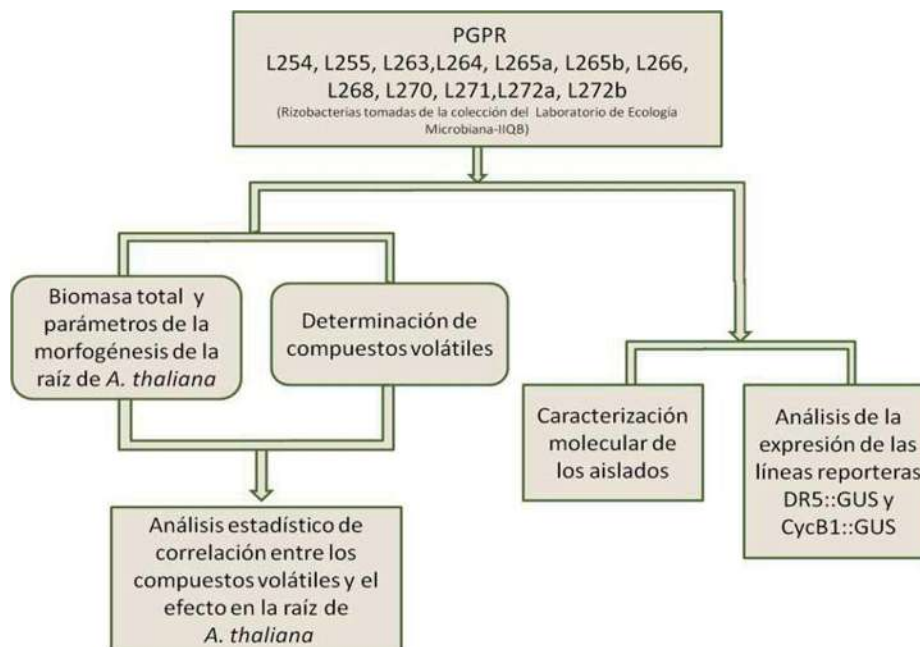 PGPR
L254, L255, L263,L264, L265a, L265b, L266,
L268, L270, L271,L272a, L272b
(Rizobacterias tomadas de la colección del Laboratorio de Ecología
Microbiana-IIQB)
Biomasa total y
parámetros de la
morfogénesis de la
raíz de A. thaliana
Determinación de
compuestos volátiles
Caracterización
molecular de
los aislados
Análisis de la
expresión de las
líneas reporteras
DR5::GUS y
CycB1::GUS
Análisis estadístico de
correlación entre los
compuestos volátiles y el
efecto en la raíz de
A. thaliana